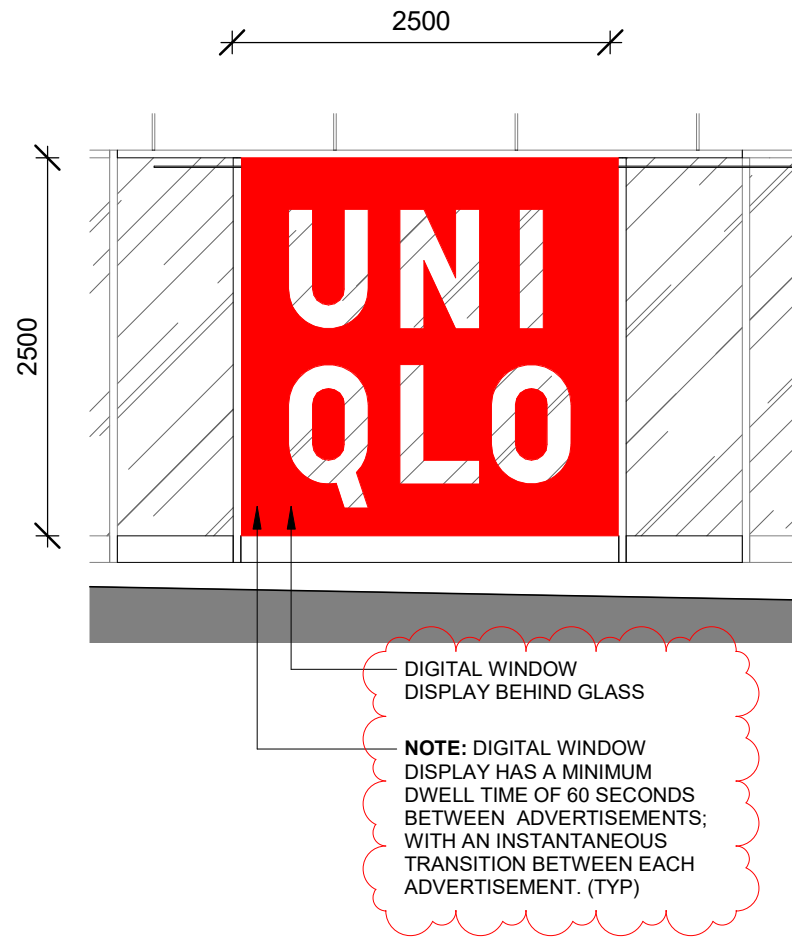 2500
2500
UNI
QLO
DIGITAL WINDOW
DISPLAY BEHIND GLASS
NOTE: DIGITAL WINDOW
DISPLAY HAS A MINIMUM
DWELL TIME OF 60 SECONDS
BETWEEN ADVERTISEMENTS;
WITH AN INSTANTANEOUS
TRANSITION BETWEEN EACH
ADVERTISEMENT. (TYP)